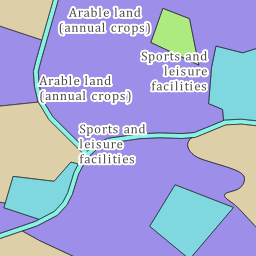 Arable land
(annual crops)
Sports and
leisure
facilities
Arable land
(annual crops)
Sports and
leisure
facilities